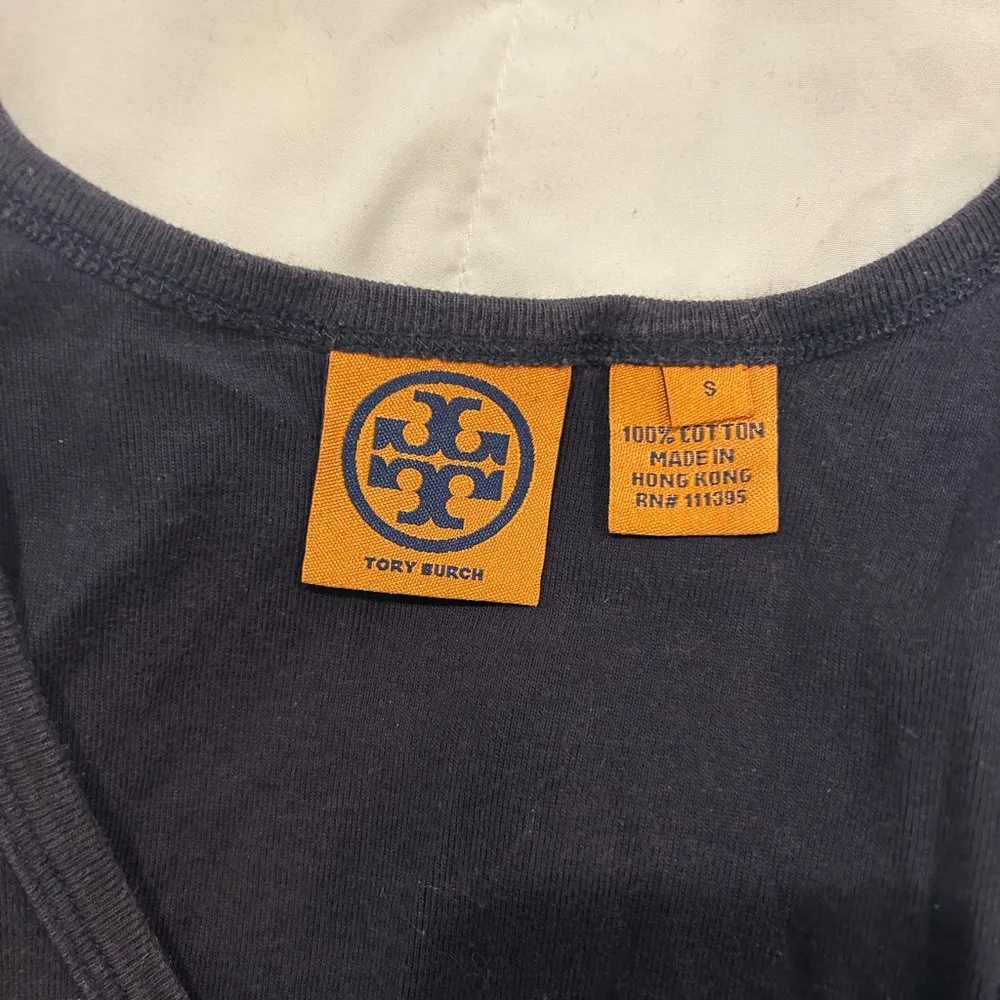 TORY BURCH
S
100% COTTON
MADE IN
HONG KONG
RN# 111395